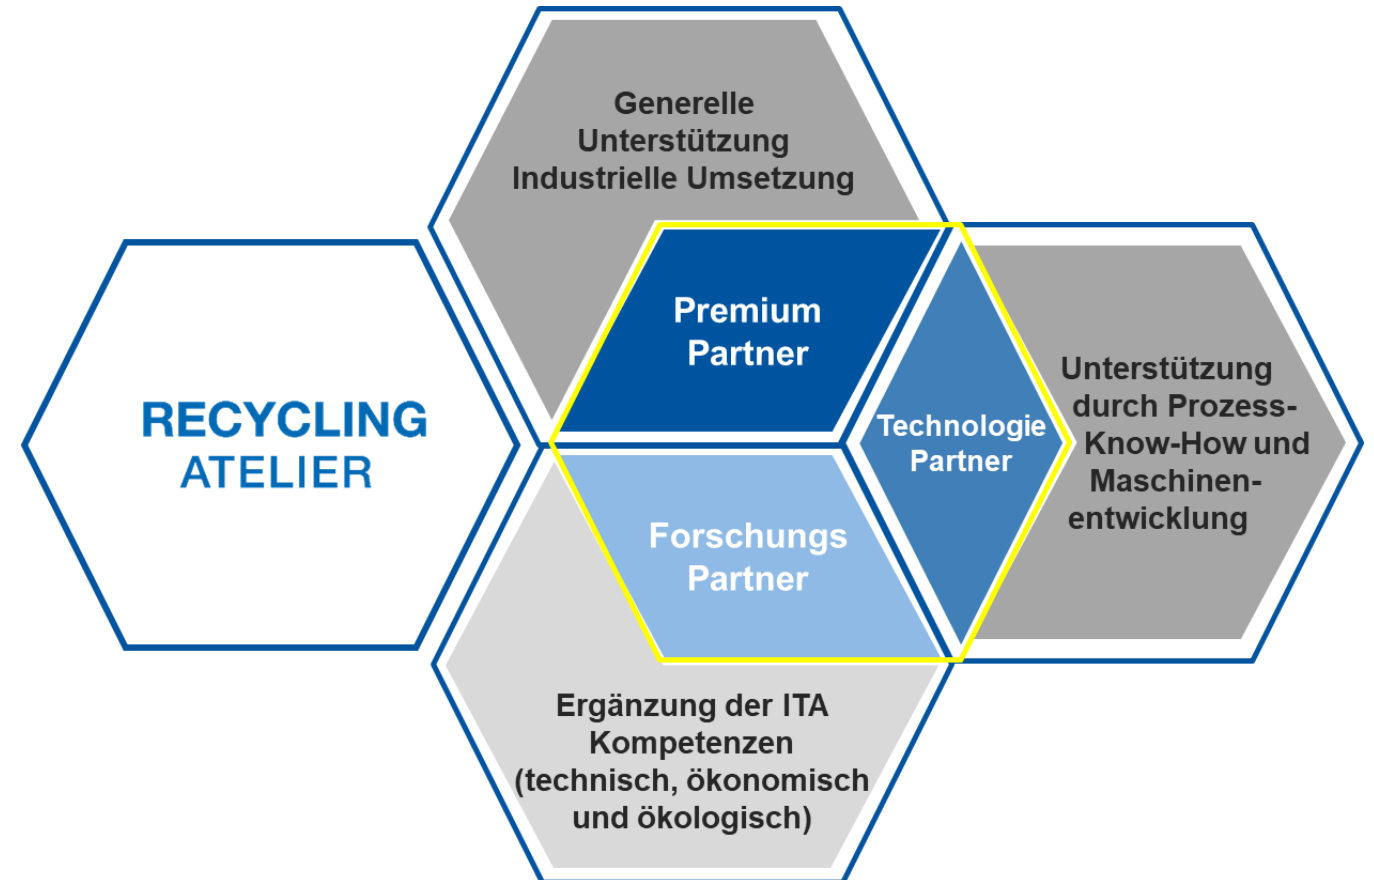 Generelle
Unterstützung
Industrielle Umsetzung
Premium
Partner
RECYCLING
ATELIER
Technologie
Partner
Unterstützung
durch Prozess-
Know-How und
Maschinen-
entwicklung
Forschungs
Partner
Ergänzung der ITA
Kompetenzen
(technisch, ökonomisch
und ökologisch)